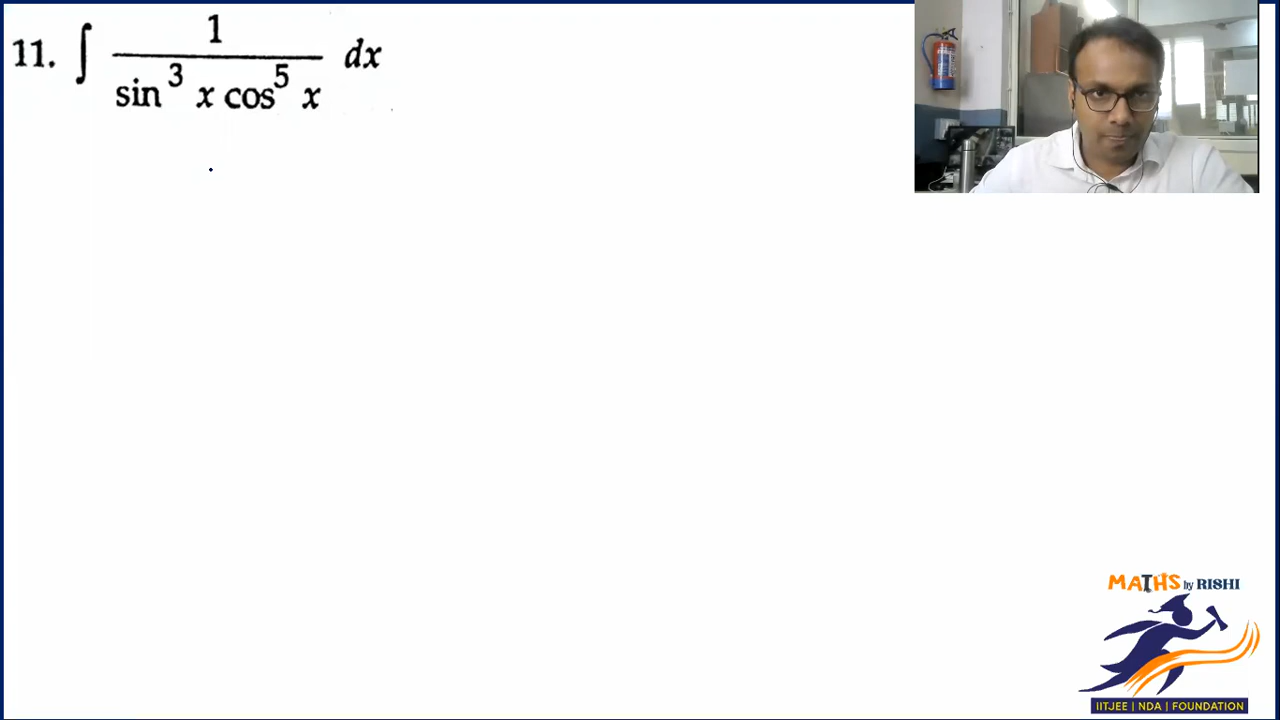 11. ∫ 1 / (sin³ x cos⁵ x) dx
MATHS by RISHI
IITJEE | NDA | FOUNDATION